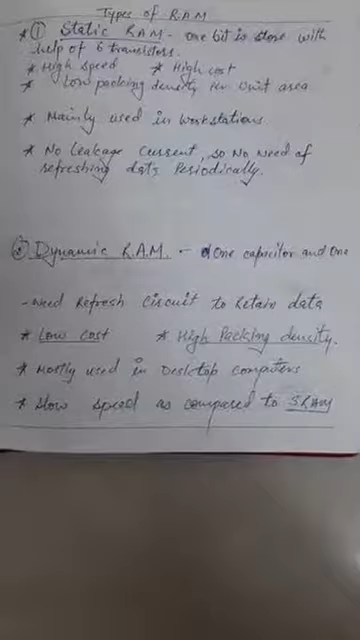 Types of R.A.M
* ① Static RAM - one bit is store with
help of 6 transistors.
* High speed * High cost
* Low packing density per unit area
* Mainly used in workstations
* No Leakage Current, so No need of
refreshing data Periodically.
② Dynamic R.A.M. - One capacitor and one
- need Refresh circuit to Retain data
* Low cost * High Packing density.
* Mostly used in Desktop computers
* Slow speed as compared to SRAM